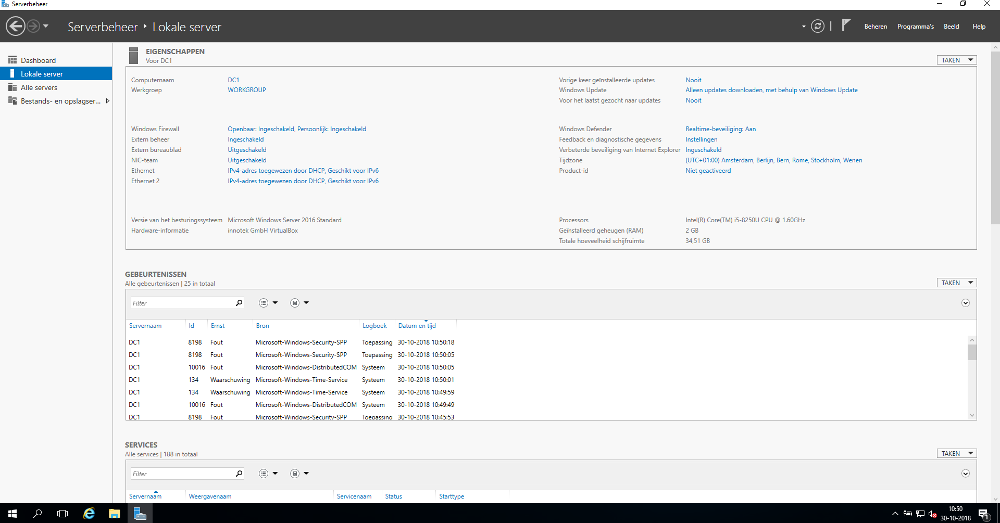 Serverbeheer
Serverbeheer ‣ Lokale server
Beheren Programma's Beeld Help
Dashboard
Lokale server
Alle servers
Bestands- en opslagser...
EIGENSCHAPPEN
Voor DC1
TAKEN
Computernaam DC1
Werkgroep WORKGROUP
Vorige keer geïnstalleerde updates Nooit
Windows Update Alleen updates downloaden, met behulp van Windows Update
Voor het laatst gezocht naar updates Nooit
Windows Firewall Openbaar: Ingeschakeld, Persoonlijk: Ingeschakeld
Extern beheer Ingeschakeld
Extern bureaublad Uitgeschakeld
NIC-team Uitgeschakeld
Ethernet IPv4-adres toegewezen door DHCP, Geschikt voor IPv6
Ethernet 2 IPv4-adres toegewezen door DHCP, Geschikt voor IPv6
Windows Defender Realtime-beveiliging: Aan
Feedback en diagnostische gegevens Instellingen
Verbeterde beveiliging van Internet Explorer Ingeschakeld
Tijdzone (UTC+01:00) Amsterdam, Berlijn, Bern, Rome, Stockholm, Wenen
Product-id Niet geactiveerd
Versie van het besturingssysteem Microsoft Windows Server 2016 Standard
Hardware-informatie innotek GmbH VirtualBox
Processors Intel(R) Core(TM) i5-8250U CPU @ 1.60GHz
Geïnstalleerd geheugen (RAM) 2 GB
Totale hoeveelheid schijfruimte 34,51 GB
GEBEURTENISSEN
Alle gebeurtenissen | 25 in totaal
TAKEN
Filter
Servernaam Id Ernst Bron Logboek Datum en tijd
DC1 8198 Fout Microsoft-Windows-Security-SPP Toepassing 30-10-2018 10:50:18
DC1 8198 Fout Microsoft-Windows-Security-SPP Toepassing 30-10-2018 10:50:05
DC1 10016 Fout Microsoft-Windows-DistributedCOM Systeem 30-10-2018 10:50:05
DC1 134 Waarschuwing Microsoft-Windows-Time-Service Systeem 30-10-2018 10:50:01
DC1 134 Waarschuwing Microsoft-Windows-Time-Service Systeem 30-10-2018 10:49:59
DC1 10016 Fout Microsoft-Windows-DistributedCOM Systeem 30-10-2018 10:49:49
DC1 8198 Fout Microsoft-Windows-Security-SPP Toepassing 30-10-2018 10:45:53
SERVICES
Alle services | 188 in totaal
TAKEN
Filter
Servernaam Weergavenaam Servicenaam Status Starttype
10:50
30-10-2018
1